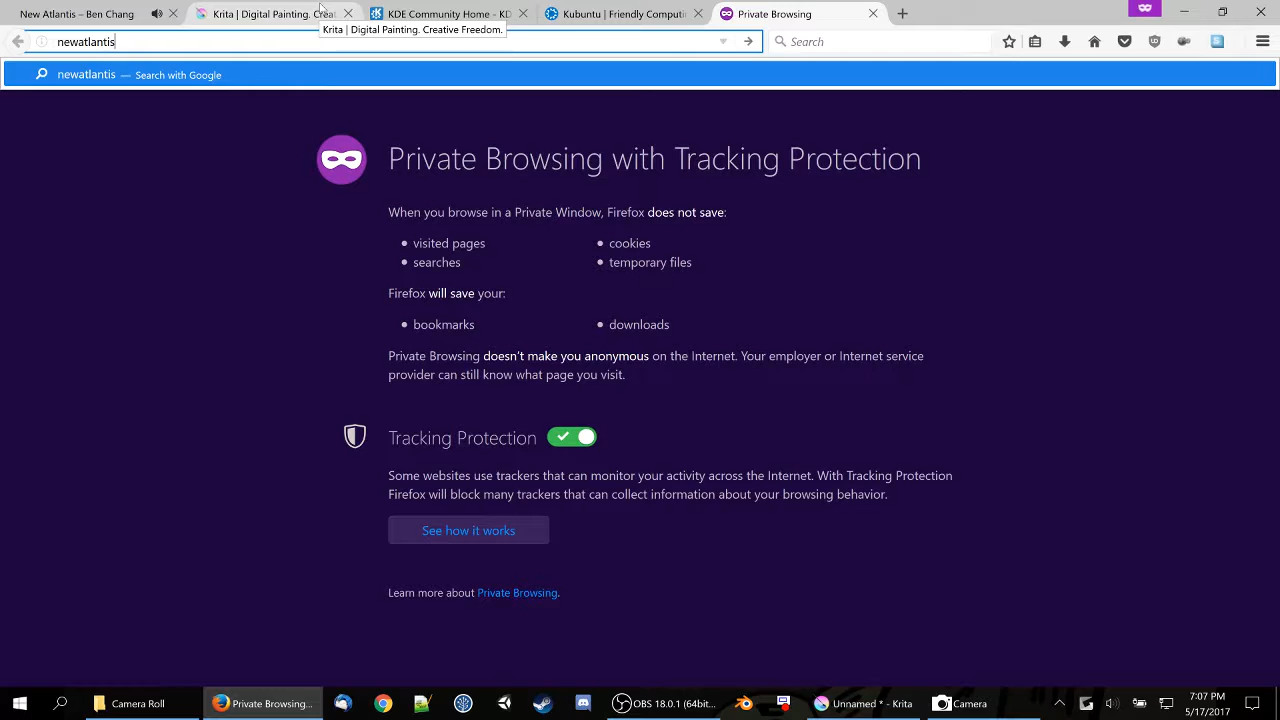 New Atlantis – Ben Chang
Krita | Digital Painting. Creat
KDE Community Home - KD
Kubuntu | Friendly Computi
Private Browsing
Krita | Digital Painting. Creative Freedom.
newatlantis
Search
newatlantis — Search with Google
Private Browsing with Tracking Protection
When you browse in a Private Window, Firefox does not save:
• visited pages
• cookies
• searches
• temporary files
Firefox will save your:
• bookmarks
• downloads
Private Browsing doesn't make you anonymous on the Internet. Your employer or Internet service
provider can still know what page you visit.
Tracking Protection
Some websites use trackers that can monitor your activity across the Internet. With Tracking Protection
Firefox will block many trackers that can collect information about your browsing behavior.
See how it works
Learn more about Private Browsing.
Camera Roll
Private Browsing...
OBS 18.0.1 (64bit...
Unnamed * - Krita
Camera
7:07 PM
5/17/2017